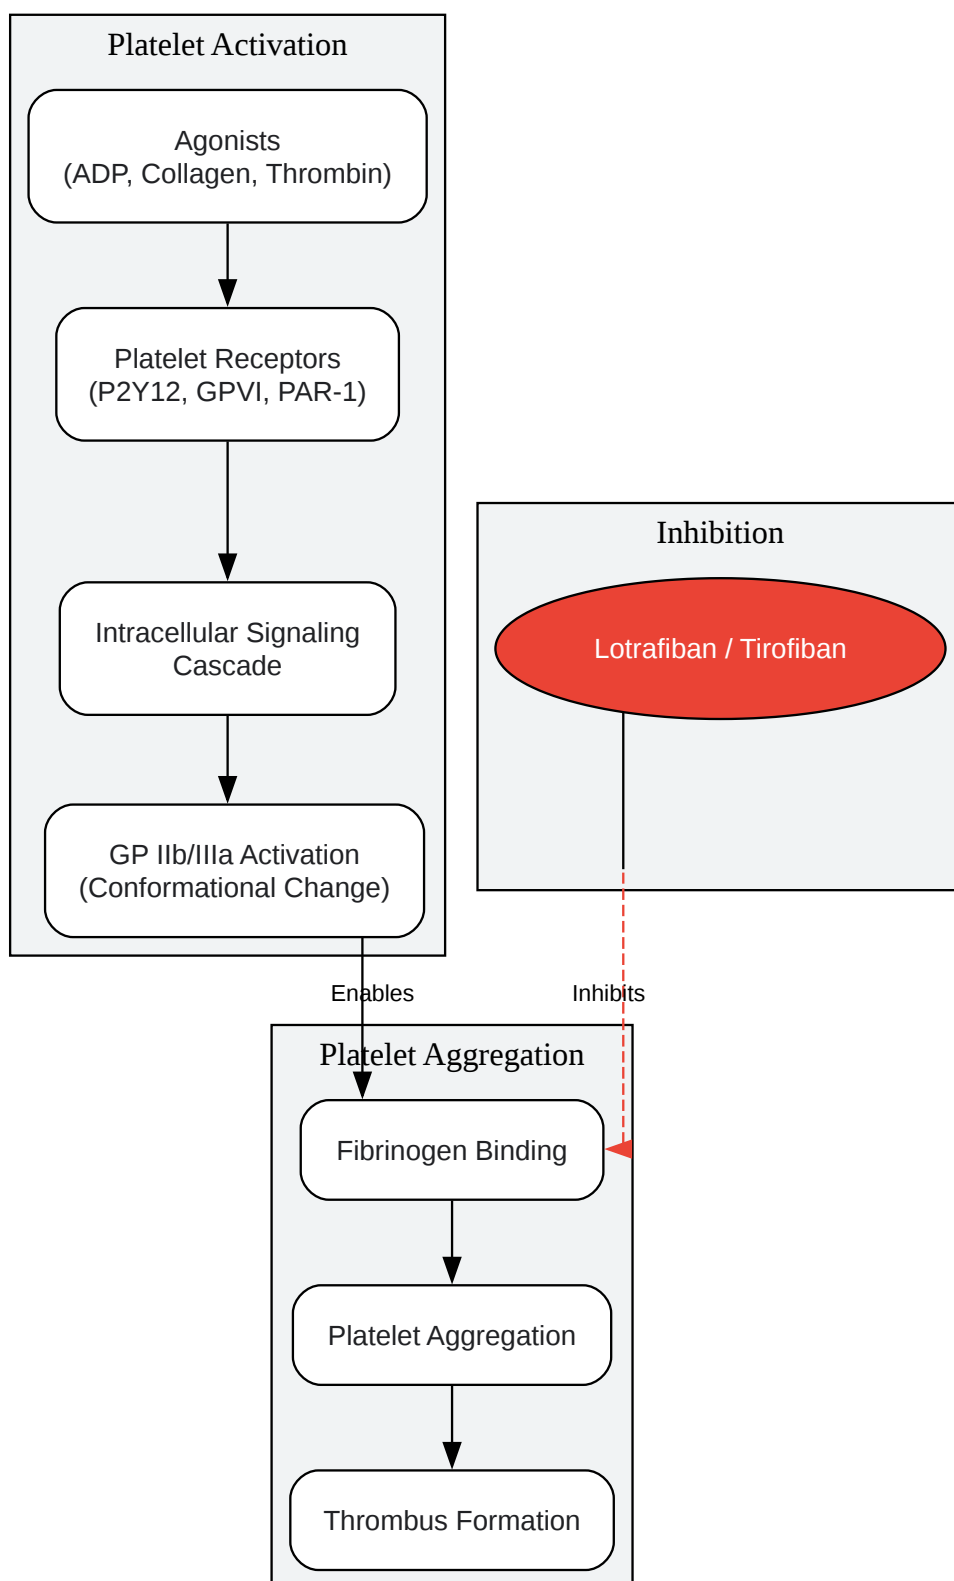 Platelet Activation
Agonists
(ADP, Collagen, Thrombin)
Platelet Receptors
(P2Y12, GPVI, PAR-1)
Intracellular Signaling
Cascade
GP IIb/IIIa Activation
(Conformational Change)
Inhibition
Lotrafiban / Tirofiban
Enables
Inhibits
Platelet Aggregation
Fibrinogen Binding
Platelet Aggregation
Thrombus Formation